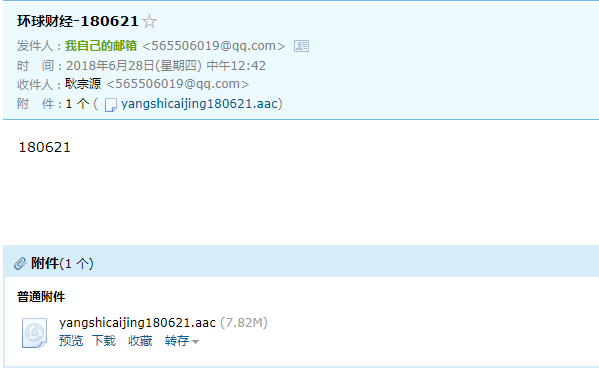 环球财经-180621☆
发件人：我自己的邮箱 <565506019@qq.com>
时 间：2018年6月28日(星期四) 中午12:42
收件人：耿宗源 <565506019@qq.com>
附 件：1 个 ( yangshicaijing180621.aac)
180621
附件(1 个)
普通附件
yangshicaijing180621.aac (7.82M)
预览 下载 收藏 转存